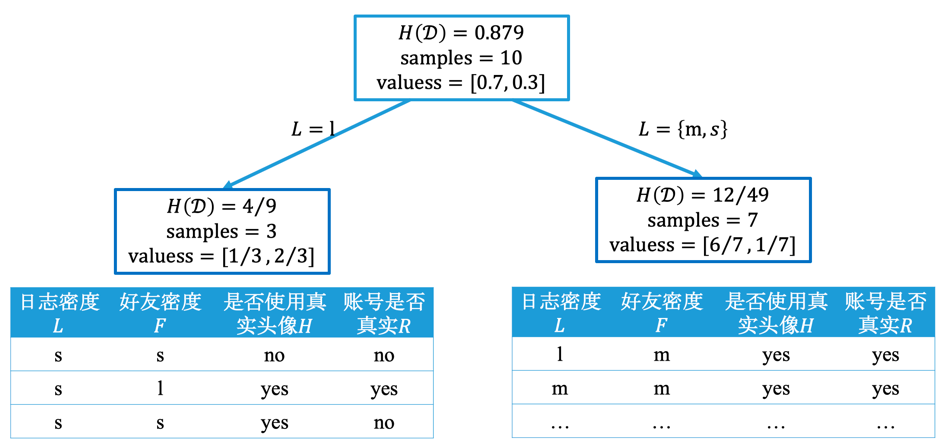 H(𝒟) = 0.879
samples = 10
valuess = [0.7, 0.3]
L = l
L = {m, s}
H(𝒟) = 4/9
samples = 3
valuess = [1/3 , 2/3]
H(𝒟) = 12/49
samples = 7
valuess = [6/7 , 1/7]
日志密度 好友密度 是否使用真 账号是否
L F 实头像H 真实R
s s no no
s l yes yes
s s yes no
日志密度 好友密度 是否使用真 账号是否
L F 实头像H 真实R
l m yes yes
m m yes yes
… … … …